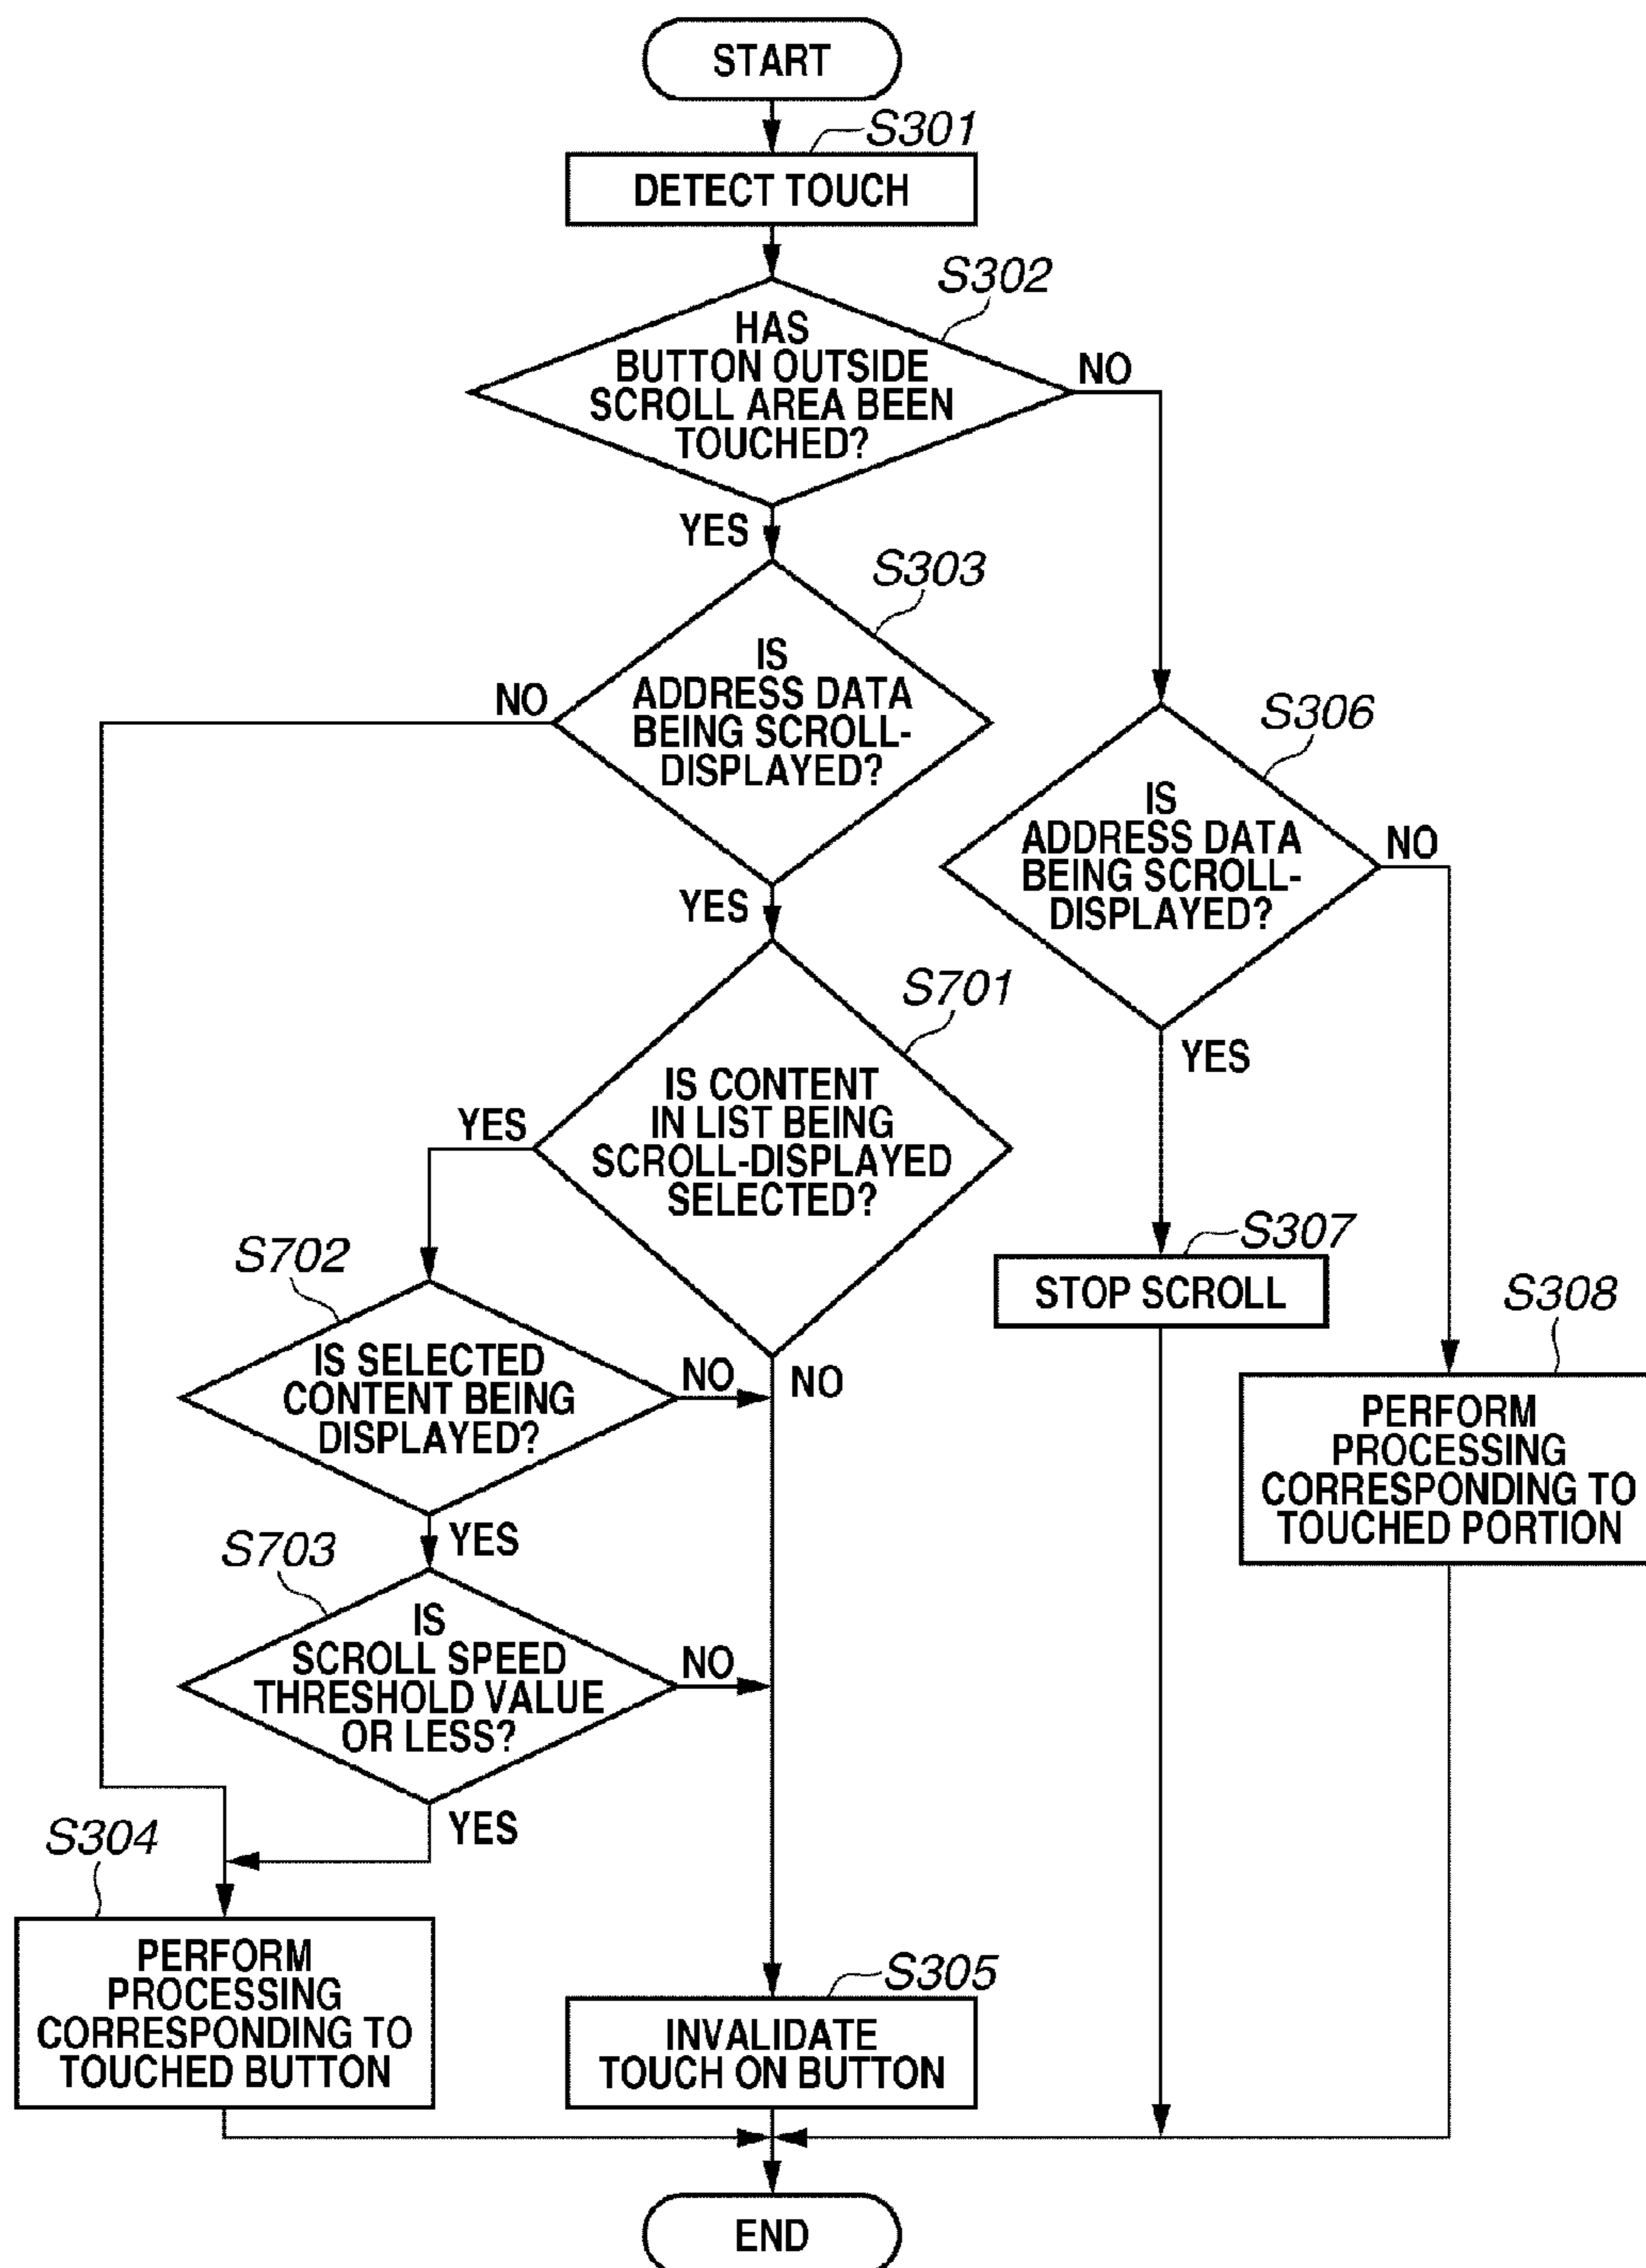 START
S301
DETECT TOUCH
S302
HAS
BUTTON OUTSIDE
SCROLL AREA BEEN
TOUCHED?
NO
YES
S303
IS
ADDRESS DATA
BEING SCROLL-
DISPLAYED?
NO
YES
S306
IS
ADDRESS DATA
BEING SCROLL-
DISPLAYED?
NO
YES
S701
IS CONTENT
IN LIST BEING
SCROLL-DISPLAYED
SELECTED?
YES
NO
S307
STOP SCROLL
S308
PERFORM
PROCESSING
CORRESPONDING TO
TOUCHED PORTION
S702
IS SELECTED
CONTENT BEING
DISPLAYED?
NO
YES
S703
IS
SCROLL SPEED
THRESHOLD VALUE
OR LESS?
NO
YES
S304
PERFORM
PROCESSING
CORRESPONDING TO
TOUCHED BUTTON
S305
INVALIDATE
TOUCH ON BUTTON
END